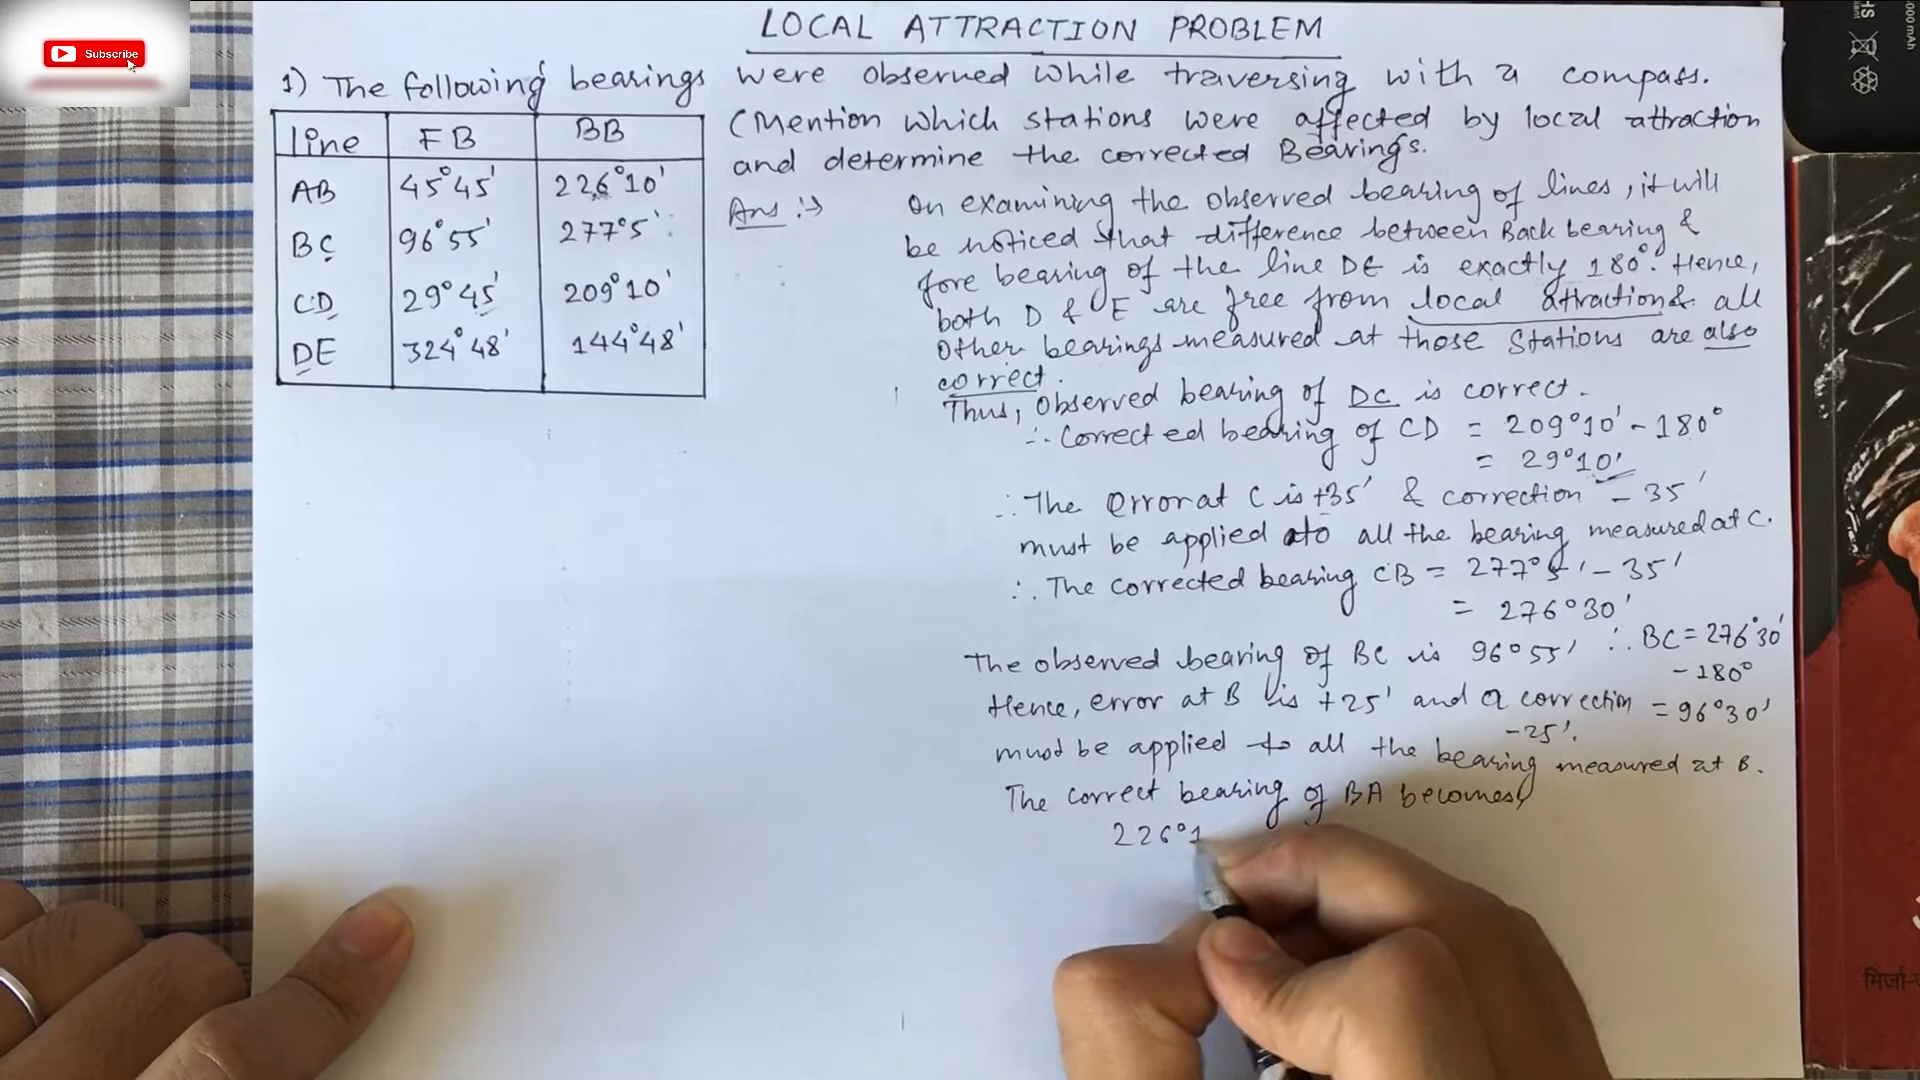 Subscribe
LOCAL ATTRACTION PROBLEM
1) The following bearings were observed while traversing with a compass.
(Mention which stations were affected by local attraction
and determine the corrected Bearings.
line FB BB
AB 45°45' 226°10'
BC 96°55' 277°5'
CD 29°45' 209°10'
DE 324°48' 144°48'
Ans :→ On examining the observed bearing of lines, it will
be noticed that difference between Back bearing &
fore bearing of the line DE is exactly 180°. Hence,
both D & E are free from local attraction & all
other bearings measured at those stations are also
correct.
Thus, observed bearing of DC is correct.
∴ Corrected bearing of CD = 209°10' - 180°
= 29°10'
∴ The error at C is +35' & correction - 35'
must be applied to all the bearing measured at C.
∴ The corrected bearing CB = 277°5' - 35'
= 276°30'
The observed bearing of BC is 96°55' ∴ BC = 276°30'
- 180°
Hence, error at B is +25' and a correction = 96°30'
-25'.
must be applied to all the bearing measured at B.
The correct bearing of BA becomes,
226°1
HS
000 mAh